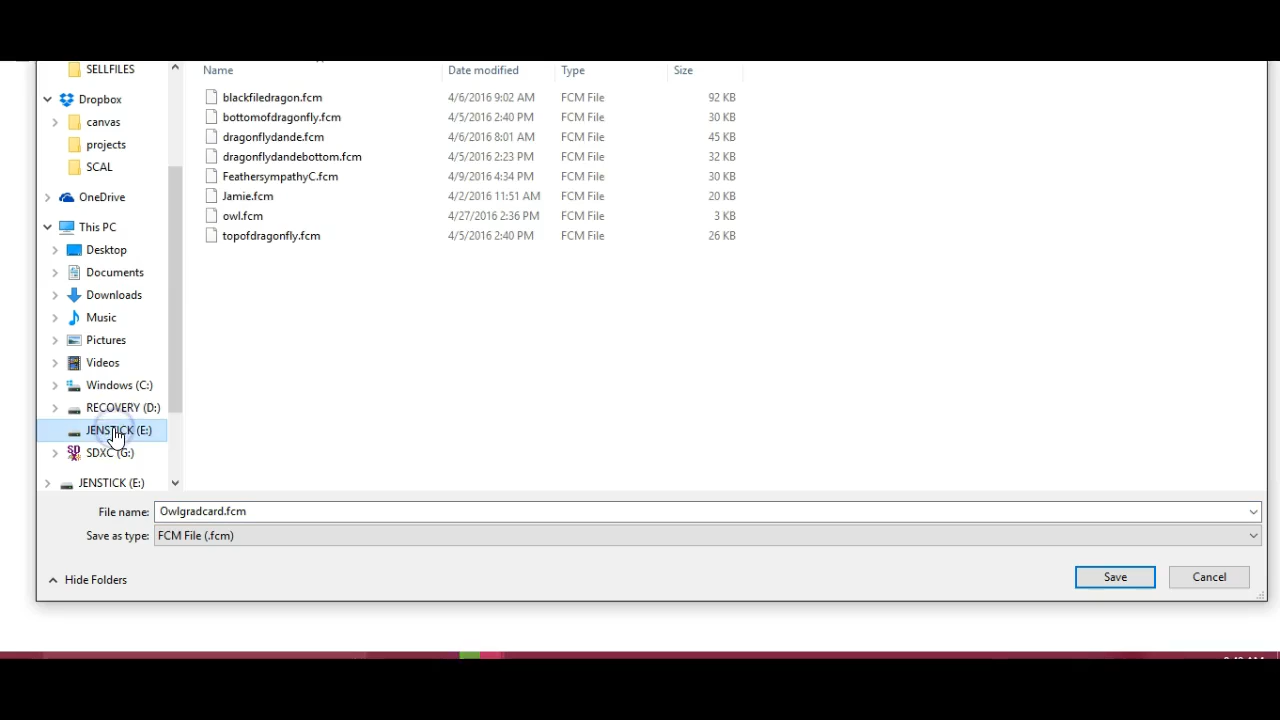 SELLFILES
Dropbox
canvas
projects
SCAL
OneDrive
This PC
Desktop
Documents
Downloads
Music
Pictures
Videos
Windows (C:)
RECOVERY (D:)
JENSTICK (E:)
SDXC (G:)
JENSTICK (E:)
Name Date modified Type Size
blackfiledragon.fcm 4/6/2016 9:02 AM FCM File 92 KB
bottomofdragonfly.fcm 4/5/2016 2:40 PM FCM File 30 KB
dragonflydande.fcm 4/6/2016 8:01 AM FCM File 45 KB
dragonflydandebottom.fcm 4/5/2016 2:23 PM FCM File 32 KB
FeathersympathyC.fcm 4/9/2016 4:34 PM FCM File 30 KB
Jamie.fcm 4/2/2016 11:51 AM FCM File 20 KB
owl.fcm 4/27/2016 2:36 PM FCM File 3 KB
topofdragonfly.fcm 4/5/2016 2:40 PM FCM File 26 KB
File name: Owlgradcard.fcm
Save as type: FCM File (.fcm)
Hide Folders Save Cancel